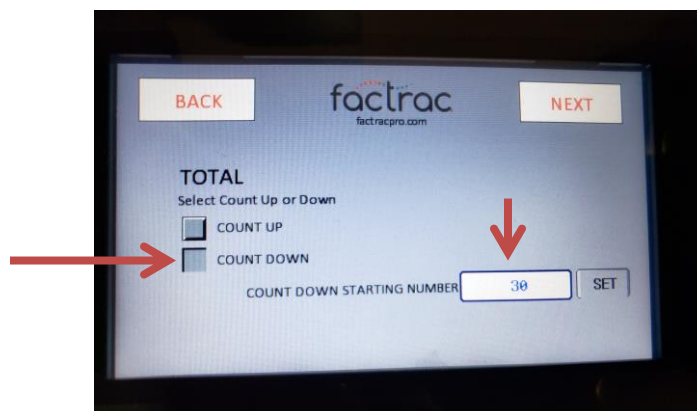 BACK
factrac
NEXT
factracpro.com
TOTAL
Select Count Up or Down
COUNT UP
COUNT DOWN
COUNT DOWN STARTING NUMBER 30 SET